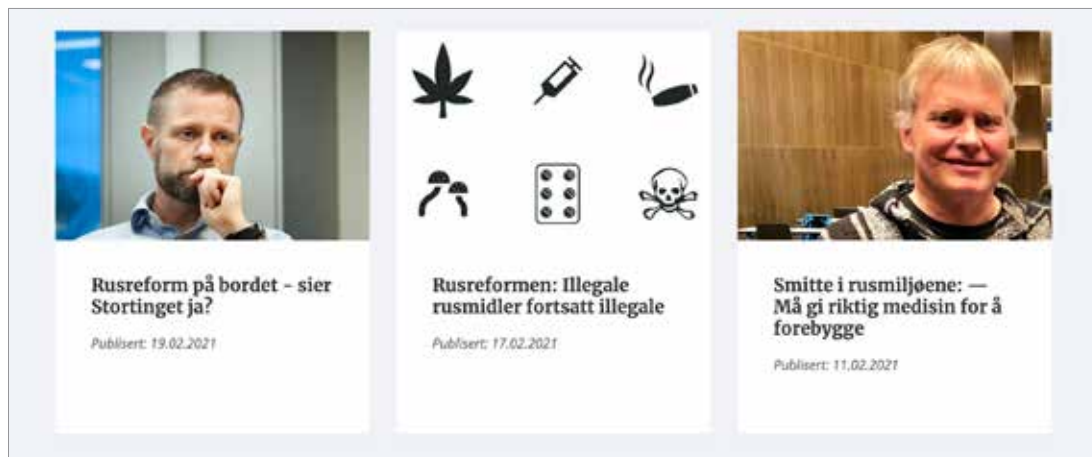 Rusreform på bordet – sier
Stortinget ja?
Publisert: 19.02.2021
Rusreformen: Illegale
rusmidler fortsatt illegale
Publisert: 17.02.2021
Smitte i rusmiljøene: —
Må gi riktig medisin for å
forebygge
Publisert: 11.02.2021